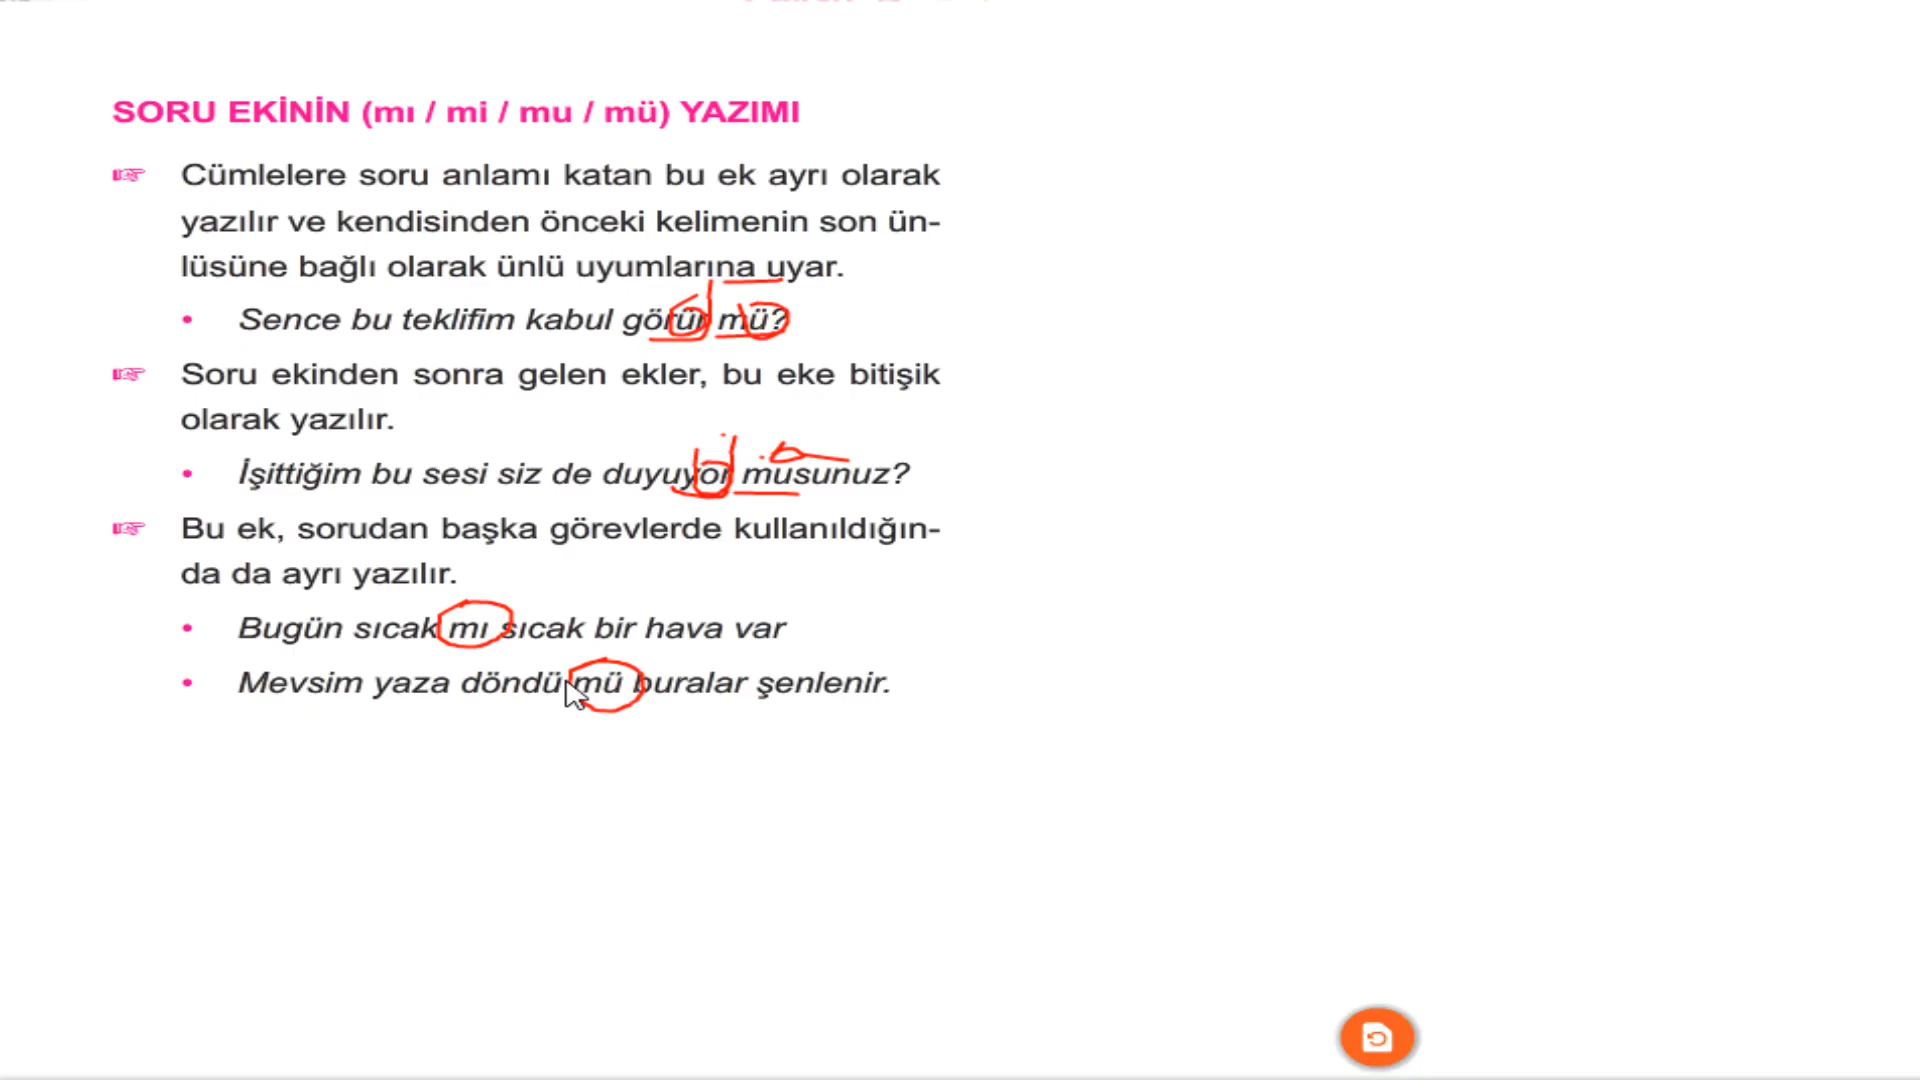 SORU EKİNİN (mı / mi / mu / mü) YAZIMI
Cümlelere soru anlamı katan bu ek ayrı olarak
yazılır ve kendisinden önceki kelimenin son ün-
lüsüne bağlı olarak ünlü uyumlarına uyar.
• Sence bu teklifim kabul görür mü?
Soru ekinden sonra gelen ekler, bu eke bitişik
olarak yazılır.
• İşittiğim bu sesi siz de duyuyor musunuz?
Bu ek, sorudan başka görevlerde kullanıldığın-
da da ayrı yazılır.
• Bugün sıcak mı sıcak bir hava var
• Mevsim yaza döndü mü buralar şenlenir.